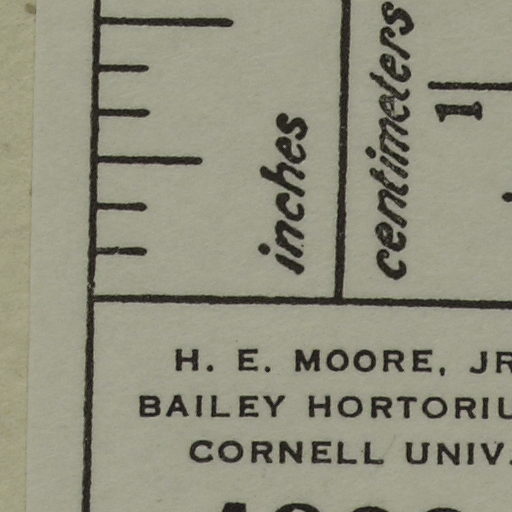 inches
centimeters
1
H. E. MOORE, JR
BAILEY HORTORIU
CORNELL UNIV.